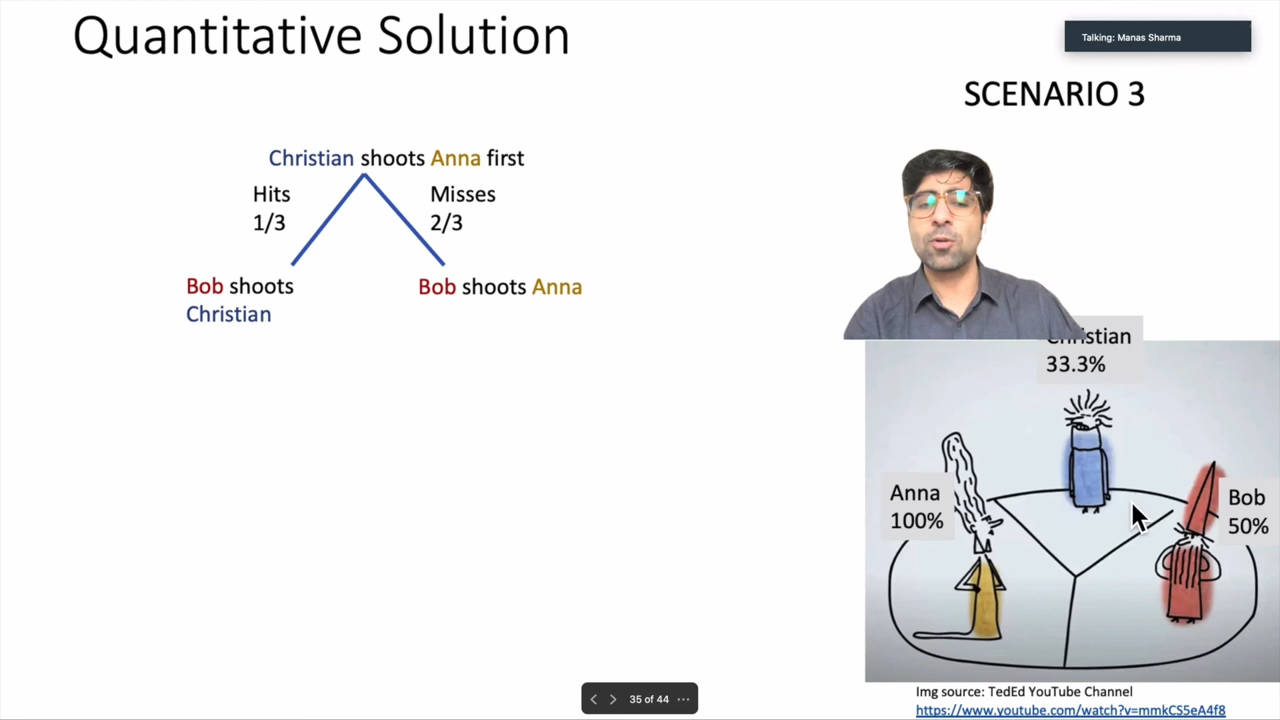 Quantitative Solution
Talking: Manas Sharma
SCENARIO 3
Christian shoots Anna first
Hits
1/3
Misses
2/3
Bob shoots
Christian
Bob shoots Anna
Christian
33.3%
Anna
100%
Bob
50%
35 of 44
Img source: TedEd YouTube Channel
https://www.youtube.com/watch?v=mmkCS5eA4f8